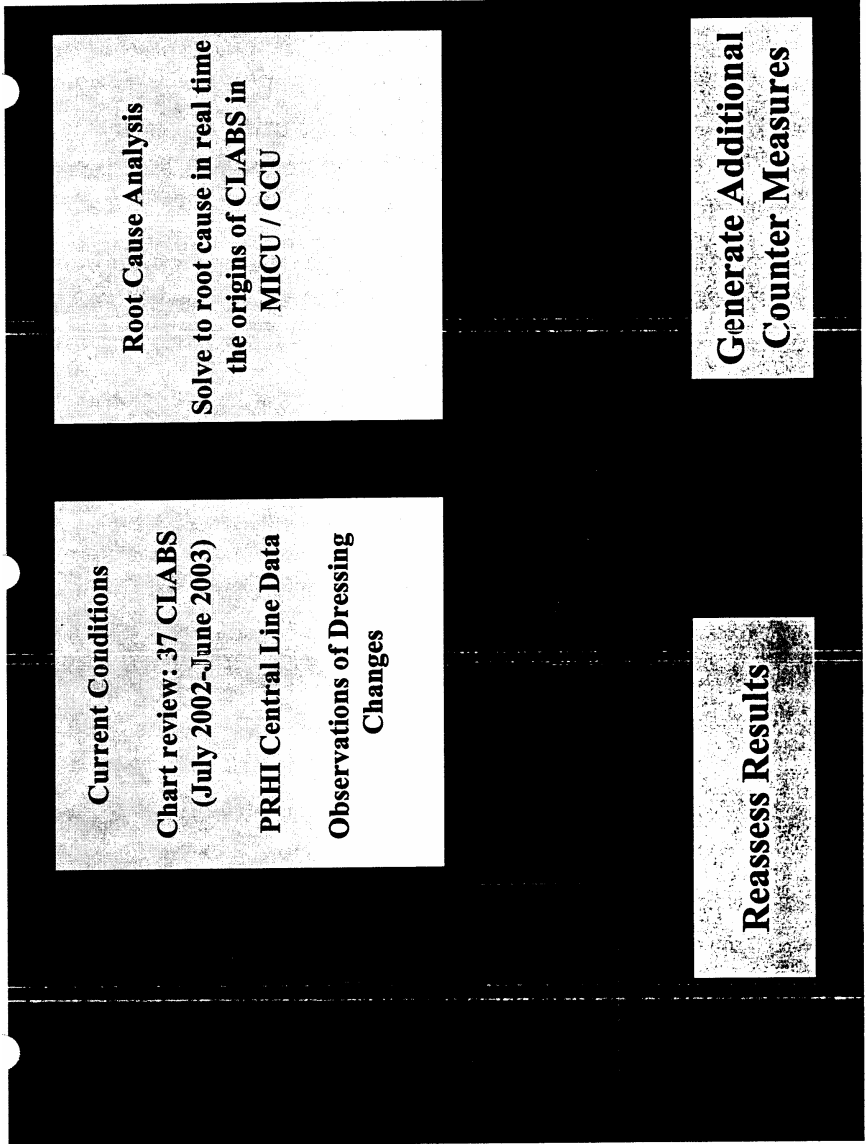 Current Conditions
Chart review: 37 CLABS
(July 2002-June 2003)
PRHI Central Line Data
Observations of Dressing
Changes
Root Cause Analysis
Solve to root cause in real time
the origins of CLABS in
MICU / CCU
Reassess Results
Generate Additional
Counter Measures